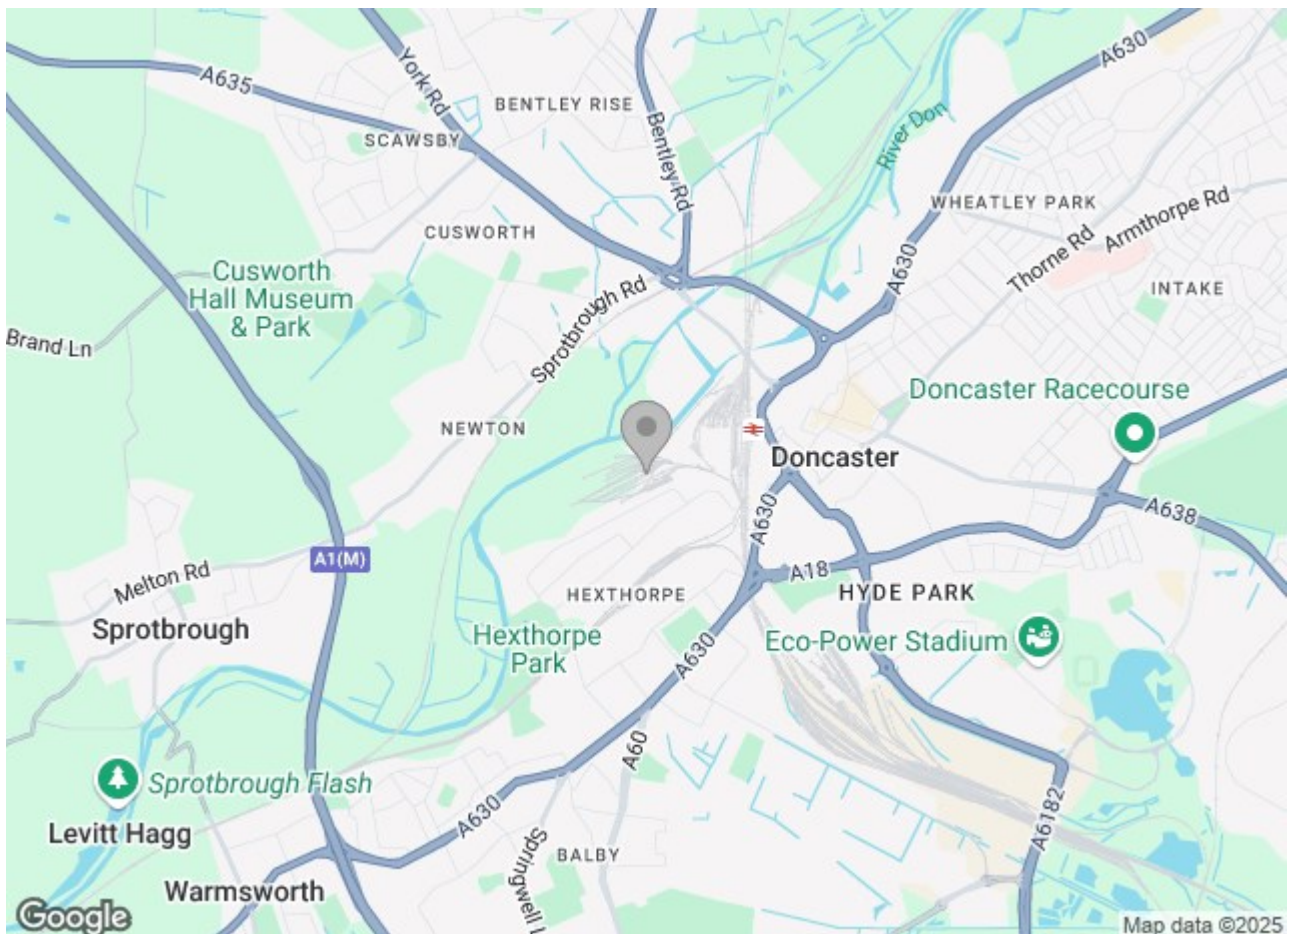 A630
York Rd
A635
BENTLEY RISE
SCAWSBY
Bentley Rd
River Don
WHEATLEY PARK
Armthorpe Rd
CUSWORTH
Thorne Rd
A630
Cusworth
Hall Museum
& Park
Sprotbrough Rd
INTAKE
Brand Ln
Doncaster Racecourse
NEWTON
Doncaster
A630
A638
A1(M)
Melton Rd
A18
HEXTHORPE
HYDE PARK
Sprotbrough
Hexthorpe
Park
Eco-Power Stadium
A630
A60
Sprotbrough Flash
A630
A6182
Levitt Hagg
Springwell L
BALBY
Warmsworth
Google
Map data ©2025